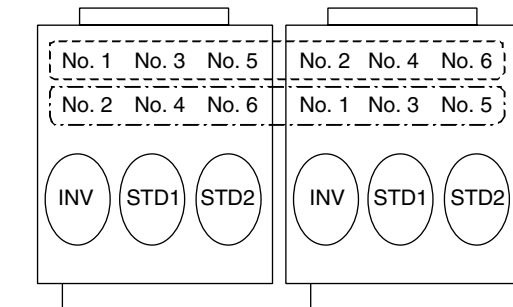 No. 1 No. 3 No. 5 No. 2 No. 4 No. 6
No. 2 No. 4 No. 6 No. 1 No. 3 No. 5
INV STD1 STD2 INV STD1 STD2